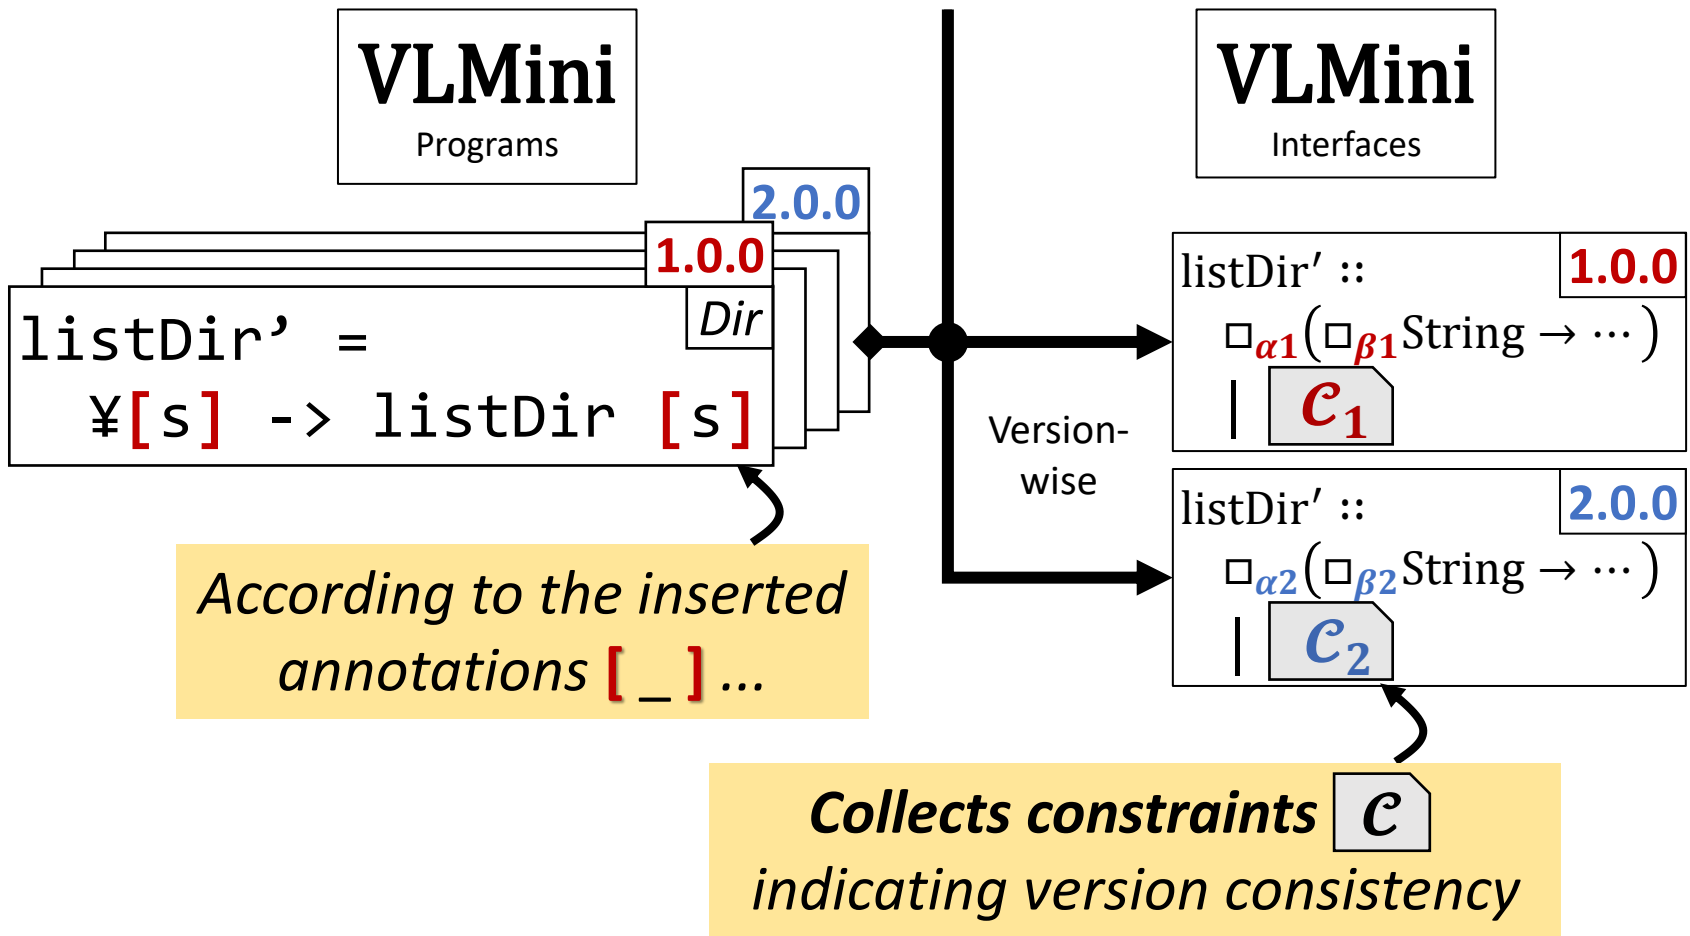 VLMini
Programs
VLMini
Interfaces
2.0.0
1.0.0
Dir
listDir’ =
¥[s] -> listDir [s]
Version-
wise
listDir′ ∷
1.0.0
□α1(□β1String → ⋯ )
| 𝒞1
listDir′ ∷
2.0.0
□α2(□β2String → ⋯ )
| 𝒞2
According to the inserted
annotations [ _ ] ...
Collects constraints 𝒞
indicating version consistency